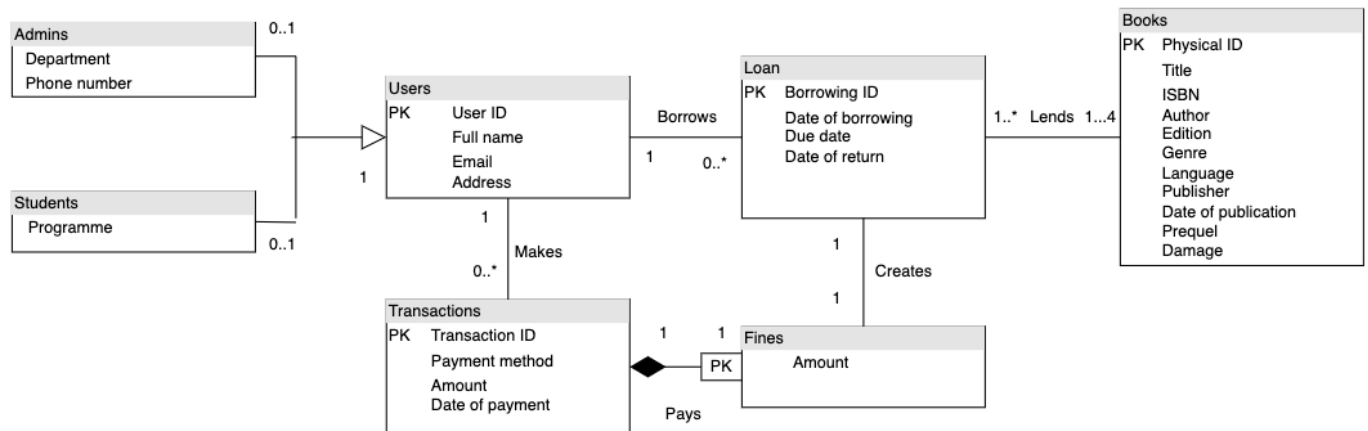 Admins
Department
Phone number
0..1
Students
Programme
0..1
1
Users
PK User ID
Full name
Email
Address
Borrows
1
0..*
Loan
PK Borrowing ID
Date of borrowing
Due date
Date of return
1..* Lends 1...4
Books
PK Physical ID
Title
ISBN
Author
Edition
Genre
Language
Publisher
Date of publication
Prequel
Damage
1
Makes
0..*
1
Creates
1
Transactions
PK Transaction ID
Payment method
Amount
Date of payment
1
1
PK
Pays
Fines
Amount